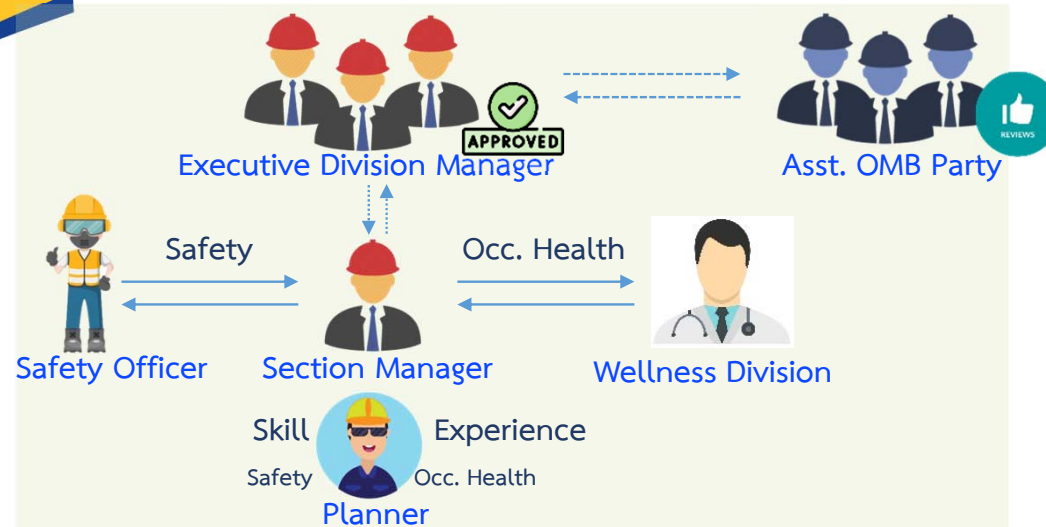 APPROVED
REVIEWS
Executive Division Manager
Asst. OMB Party
Safety
Occ. Health
Safety Officer
Section Manager
Wellness Division
Skill
Experience
Safety
Occ. Health
Planner